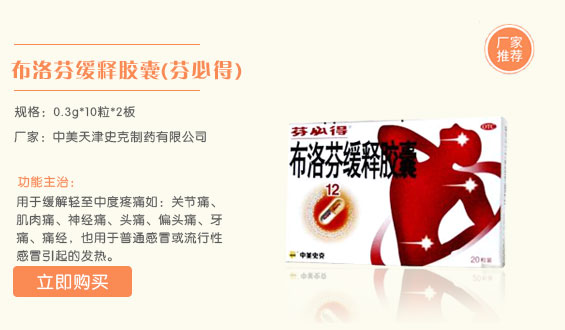 厂家
推荐
布洛芬缓释胶囊(芬必得)
规格：0.3g*10粒*2板
厂家：中美天津史克制药有限公司
功能主治：
用于缓解轻至中度疼痛如：关节痛、
肌肉痛、神经痛、头痛、偏头痛、牙
痛、痛经，也用于普通感冒或流行性
感冒引起的发热。
立即购买
芬必得
OTC
布洛芬缓释胶囊
12
中美史克
20粒装